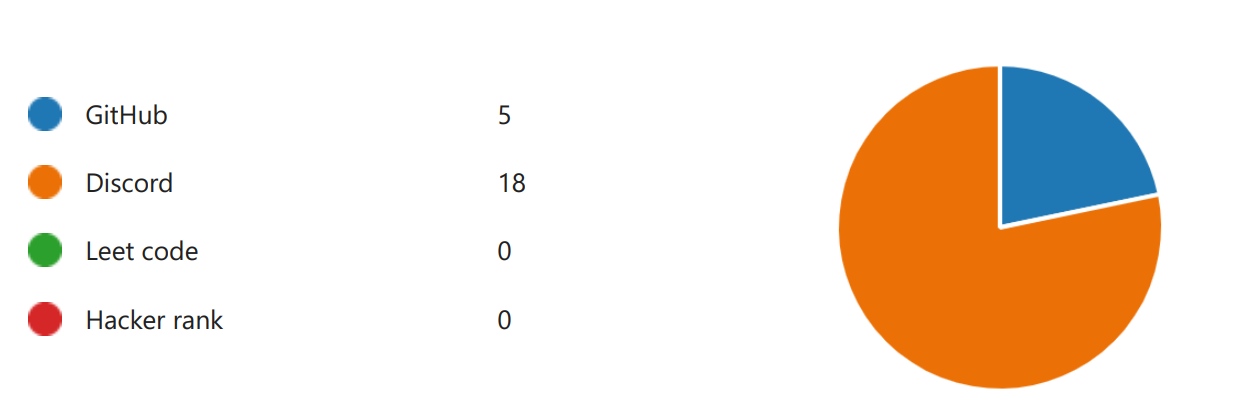 GitHub 5
Discord 18
Leet code 0
Hacker rank 0